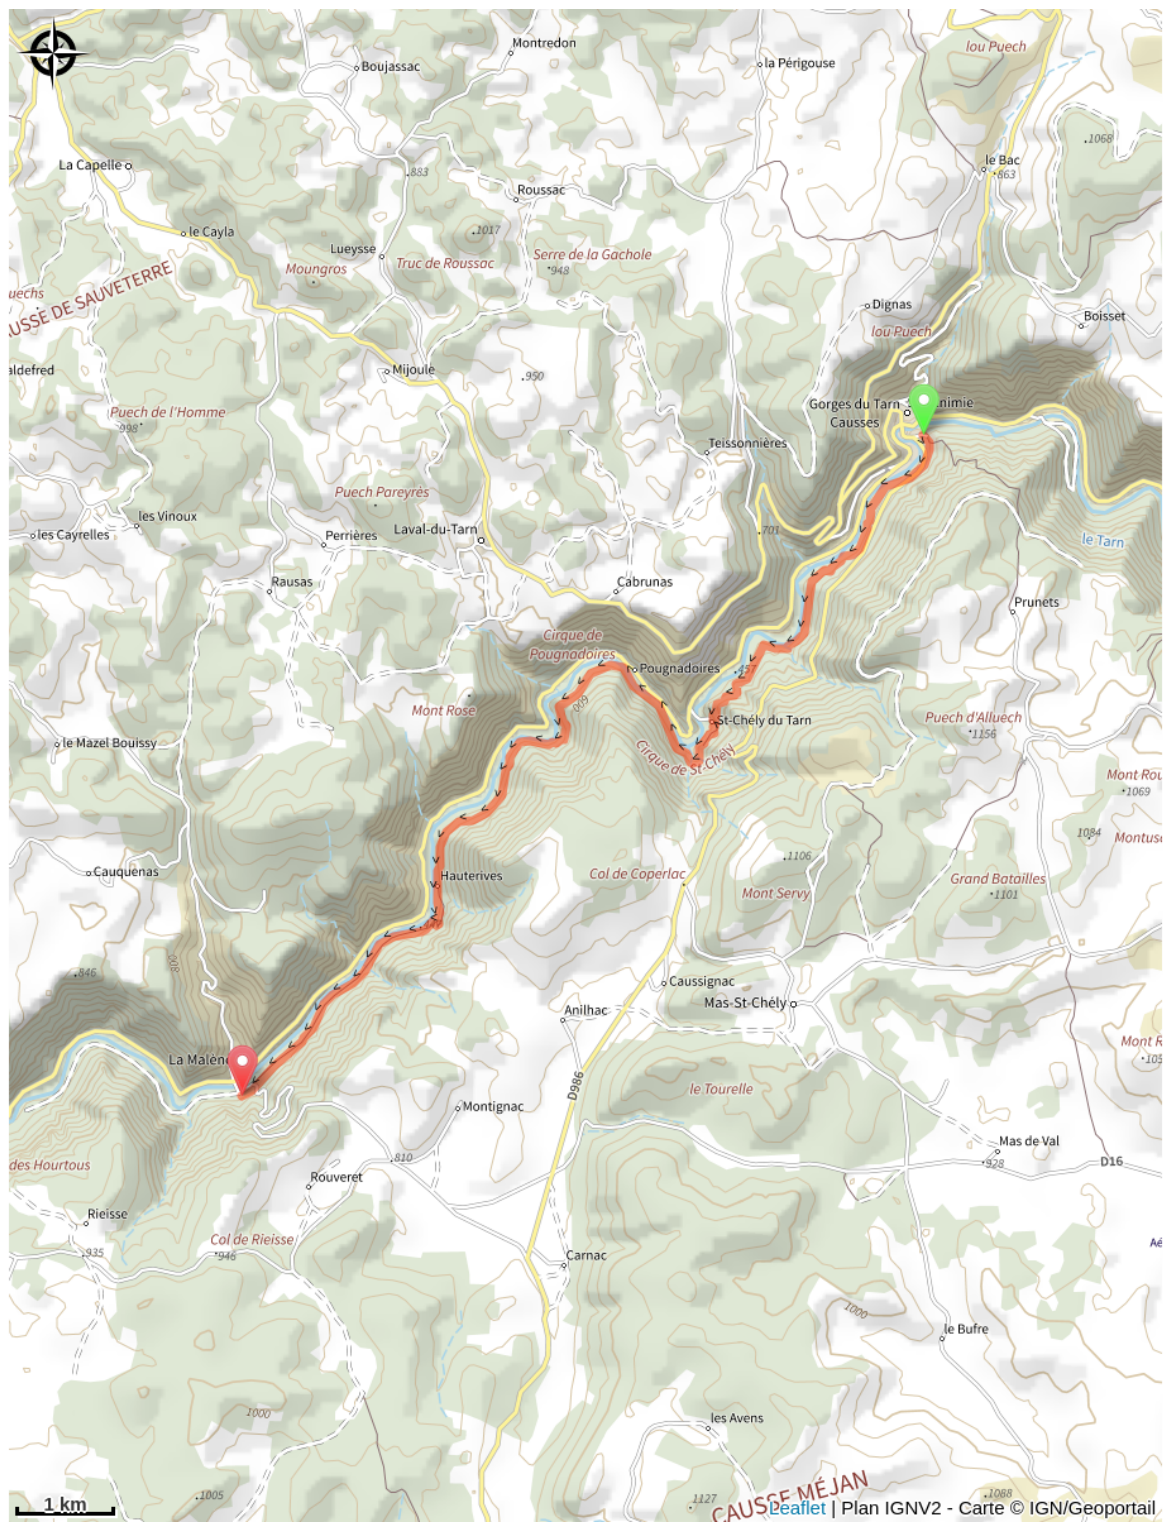 Montredon
lou Puech
Boujassac
la Périgouse
1068
le Bac
863
La Capelle
883
Roussac
le Cayla
1017
Lueysse
Truc de Roussac
Serre de la Gachole
948
Moungros
uechs
AUSSE DE SAUVETERRE
Dignas
Boisset
lou Puech
aldefred
Mijoule
950
Gorges du Tarn
Causses
nimie
Puech de l'Homme
998
Teissonnières
Puech Pareyrès
les Vinoux
Laval-du-Tarn
701
les Cayrelles
Perrières
le Tarn
Rausas
Cabrunas
Prunets
Cirque de
Pougnadoires
Pougnadoires
457
600
Mont Rose
St-Chély du Tarn
Puech d'Alluech
1156
le Mazel Bouissy
Cirque de St-Chély
Mont Rou
1069
1084
Montus
1106
Cauquenas
Hauterives
Col de Coperlac
Mont Servy
Grand Batailles
1101
800
846
Caussignac
Mas-St-Chély
Anilhac
Mont R
La Malène
D986
le Tourelle
Montignac
Mas de Val
928
D16
des Hourtous
810
Rouveret
Rieisse
Col de Rieisse
935
946
Carnac
Aé
1000
le Bufre
1000
les Avens
1005
1127
CAUSSE MÉJAN
1088
1 km
Leaflet | Plan IGNV2 - Carte © IGN/Geoportail